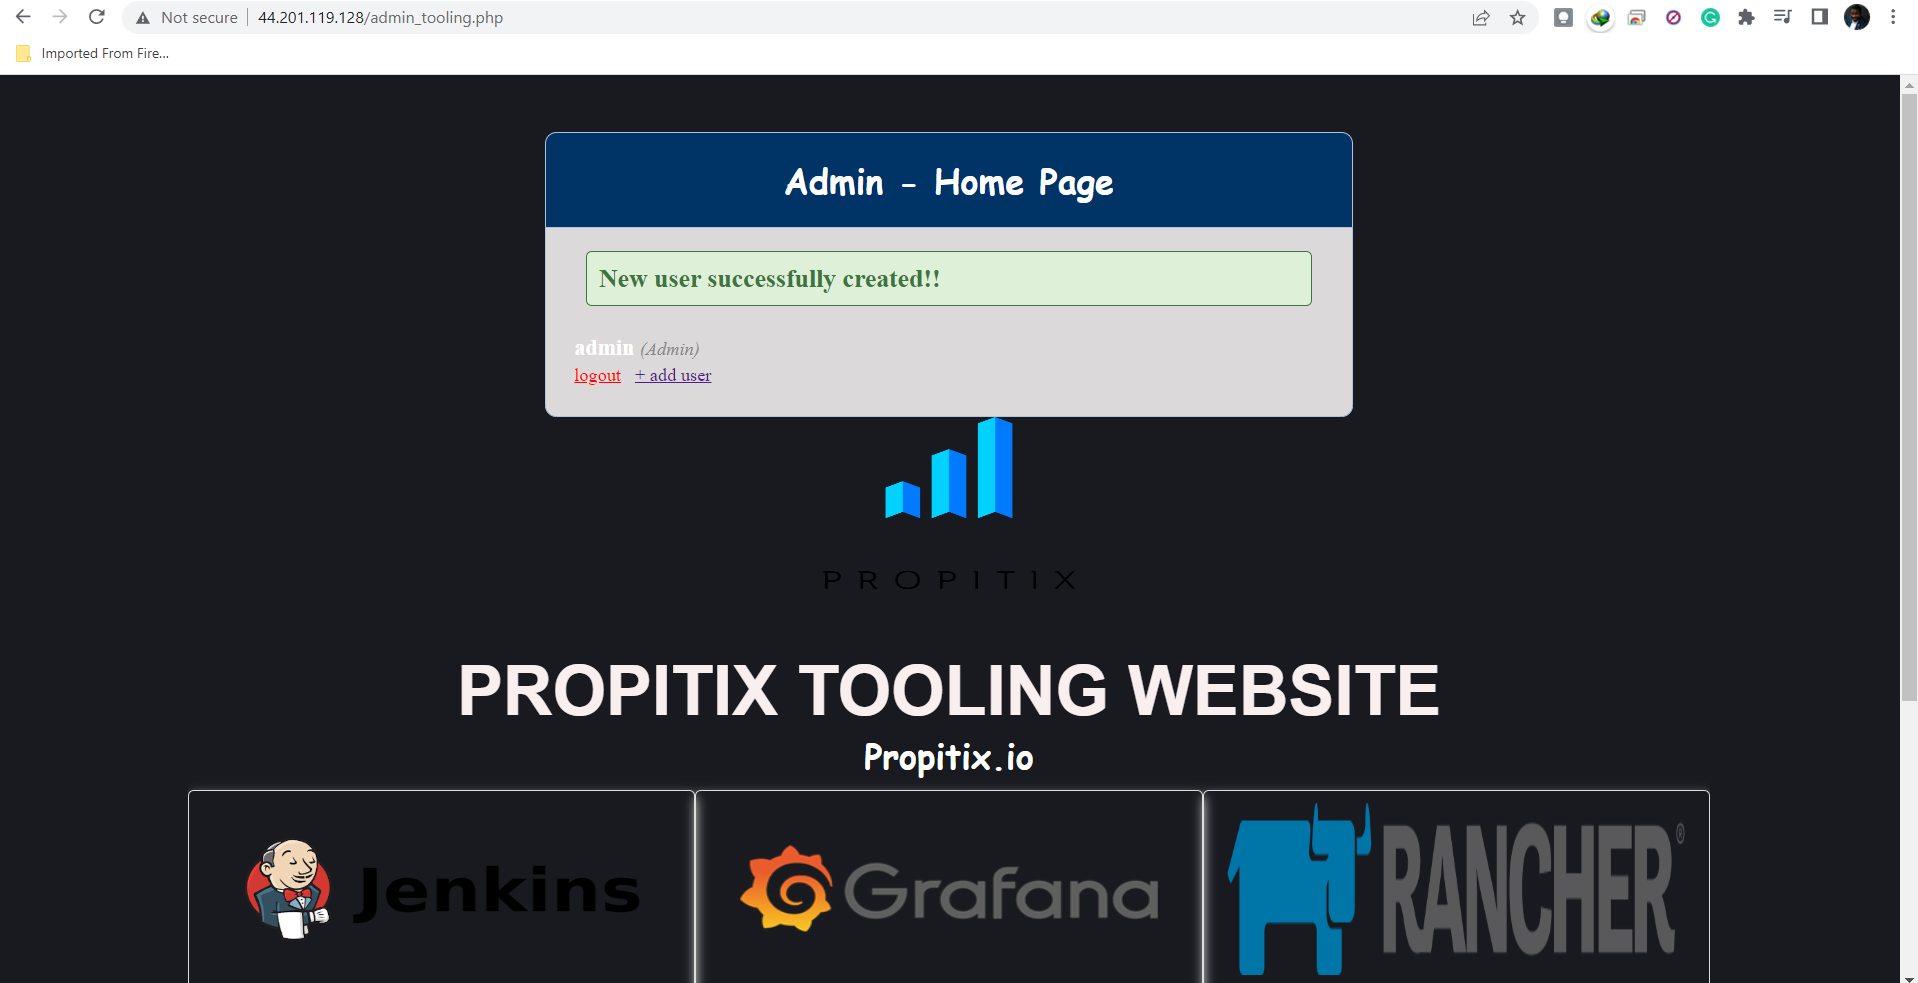 Not secure
44.201.119.128/admin_tooling.php
Imported From Fire...
Admin - Home Page
New user successfully created!!
admin (Admin)
logout + add user
PROPITIX
PROPITIX TOOLING WEBSITE
Propitix.io
Jenkins
Grafana
RANCHER®